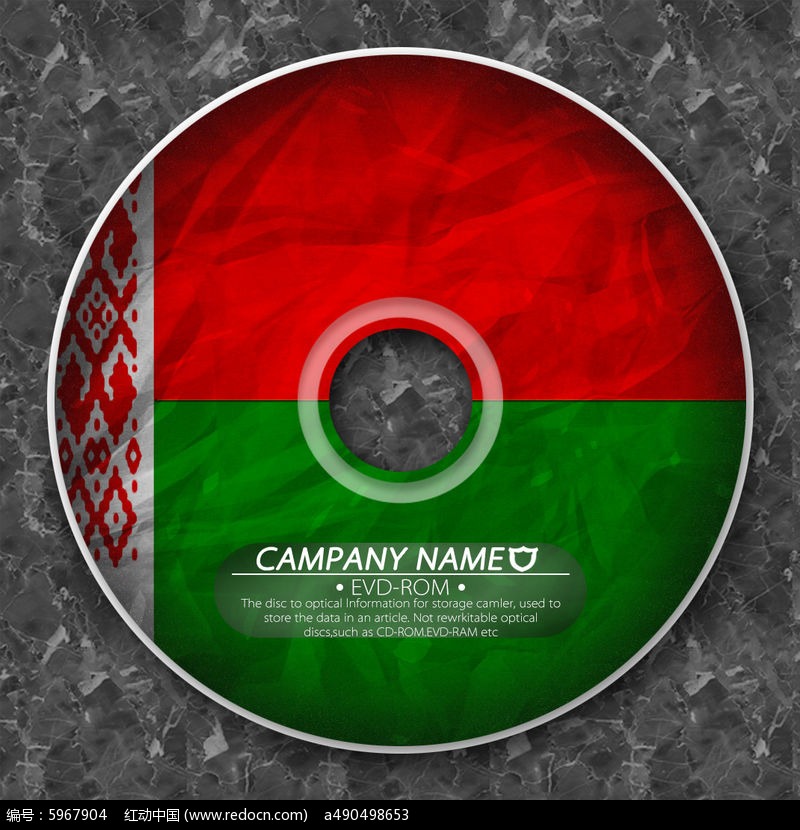 CAMPANY NAME
• EVD-ROM •
The disc to optical Information for storage camler, used to
store the data in an article. Not rewrkitable optical
discs,such as CD-ROM.EVD-RAM etc
编号：5967904 红动中国 (www.redocn.com) a490498653